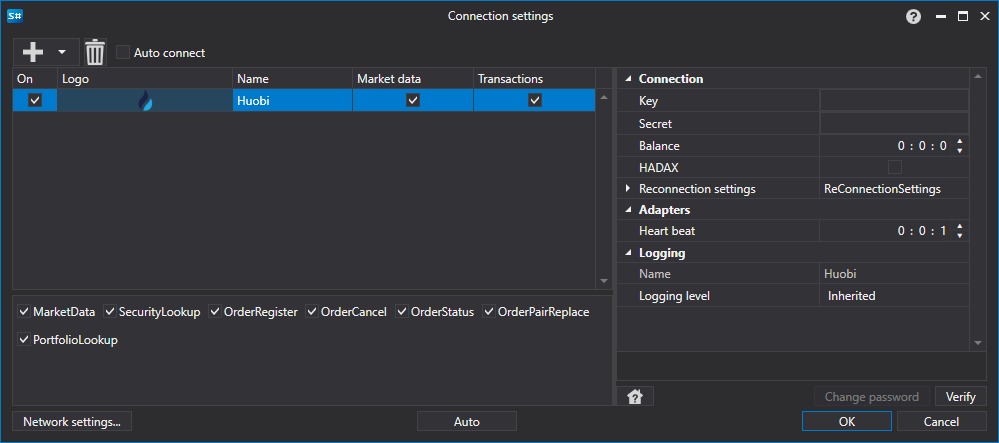 S#
Connection settings
?
Auto connect
On Logo Name Market data Transactions
Huobi
Connection
Key
Secret
Balance 0 : 0 : 0
HADAX
Reconnection settings ReConnectionSettings
Adapters
Heart beat 0 : 0 : 1
Logging
Name Huobi
Logging level Inherited
MarketData SecurityLookup OrderRegister OrderCancel OrderStatus OrderPairReplace
PortfolioLookup
?
Change password Verify
Network settings... Auto OK Cancel